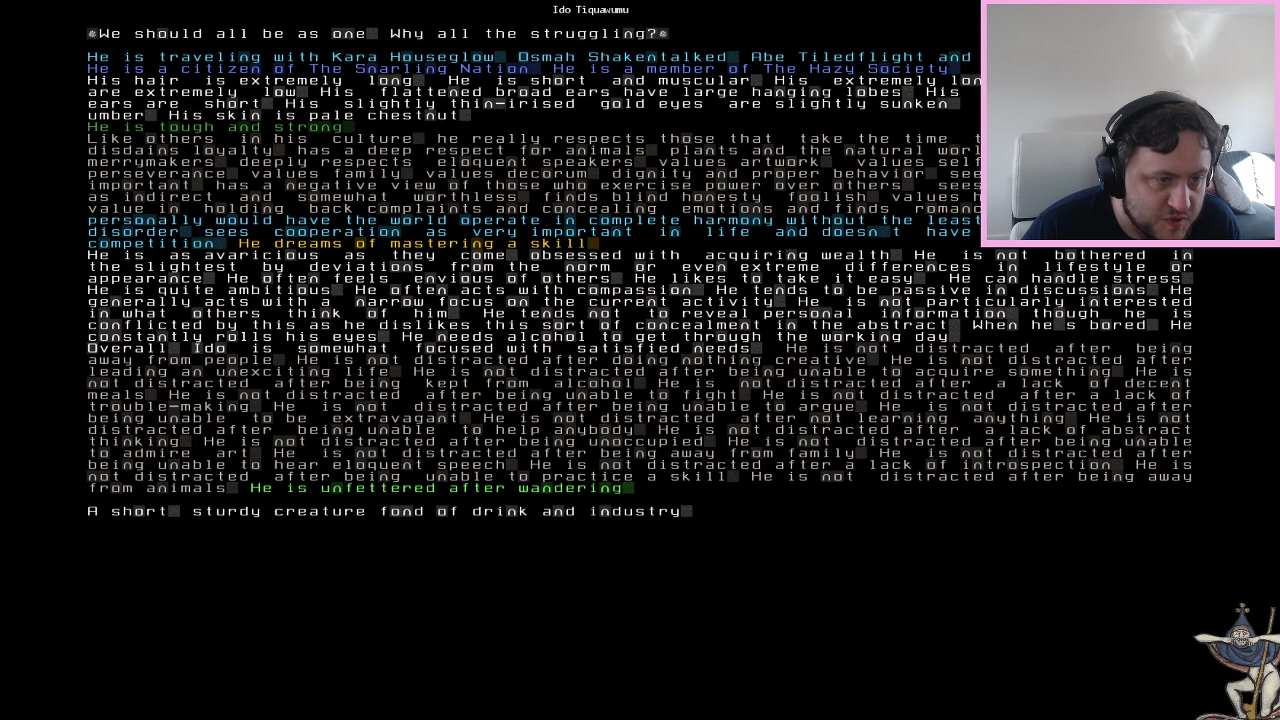 Ido Tiquawumu
*We should all be as one. Why all the struggling?*
He is traveling with Kara Houseglow, Osmah Shakentalked, Abe Tiledflight and
He is a citizen of The Snarling Nation. He is a member of The Hazy Society.
His hair is extremely long. He is short and muscular. His extremely lon
are extremely low. His flattened broad ears have large hanging lobes. His
ears are short. His slightly thin-irised gold eyes are slightly sunken.
umber. His skin is pale chestnut.
He is tough and strong.
Like others in his culture, he really respects those that take the time t
disdains loyalty, has a deep respect for animals, plants and the natural worl
merrymakers, deeply respects eloquent speakers, values artwork, values self
perseverance, values family, values decorum, dignity and proper behavior, sees
important, has a negative view of those who exercise power over others, sees
as indirect and somewhat worthless, finds blind honesty foolish, values h
value in holding back complaints and concealing emotions and finds roman
personally would have the world operate in complete harmony without the least
disorder, sees cooperation as very important in life and doesn't have
competition. He dreams of mastering a skill.
He is as avaricious as they come, obsessed with acquiring wealth. He is not bothered in
the slightest by deviations from the norm or even extreme differences in lifestyle or
appearance. He often feels envious of others. He likes to take it easy. He can handle stress.
He is quite ambitious. He often acts with compassion. He tends to be passive in discussions. He
generally acts with a narrow focus on the current activity. He is not particularly interested
in what others think of him. He tends not to reveal personal information, though he is
conflicted by this as he dislikes this sort of concealment in the abstract. When he's bored, He
constantly rolls his eyes. He needs alcohol to get through the working day.
Overall, Ido is somewhat focused with satisfied needs. He is not distracted after being
away from people. He is not distracted after doing nothing creative. He is not distracted after
leading an unexciting life. He is not distracted after being unable to acquire something. He is
not distracted after being kept from alcohol. He is not distracted after a lack of decent
meals. He is not distracted after being unable to fight. He is not distracted after a lack of
trouble-making. He is not distracted after being unable to argue. He is not distracted after
being unable to be extravagant. He is not distracted after not learning anything. He is not
distracted after being unable to help anybody. He is not distracted after a lack of abstract
thinking. He is not distracted after being unoccupied. He is not distracted after being unable
to admire art. He is not distracted after being away from family. He is not distracted after
being unable to hear eloquent speech. He is not distracted after a lack of introspection. He is
not distracted after being unable to practice a skill. He is not distracted after being away
from animals. He is unfettered after wandering.
A short, sturdy creature fond of drink and industry.